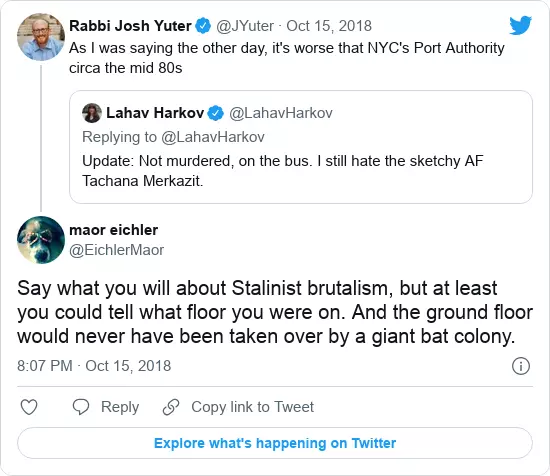 Rabbi Josh Yuter @JYuter · Oct 15, 2018
As I was saying the other day, it's worse that NYC's Port Authority
circa the mid 80s
Lahav Harkov @LahavHarkov
Replying to @LahavHarkov
Update: Not murdered, on the bus. I still hate the sketchy AF
Tachana Merkazit.
maor eichler
@EichlerMaor
Say what you will about Stalinist brutalism, but at least
you could tell what floor you were on. And the ground floor
would never have been taken over by a giant bat colony.
8:07 PM · Oct 15, 2018
Reply Copy link to Tweet
Explore what's happening on Twitter